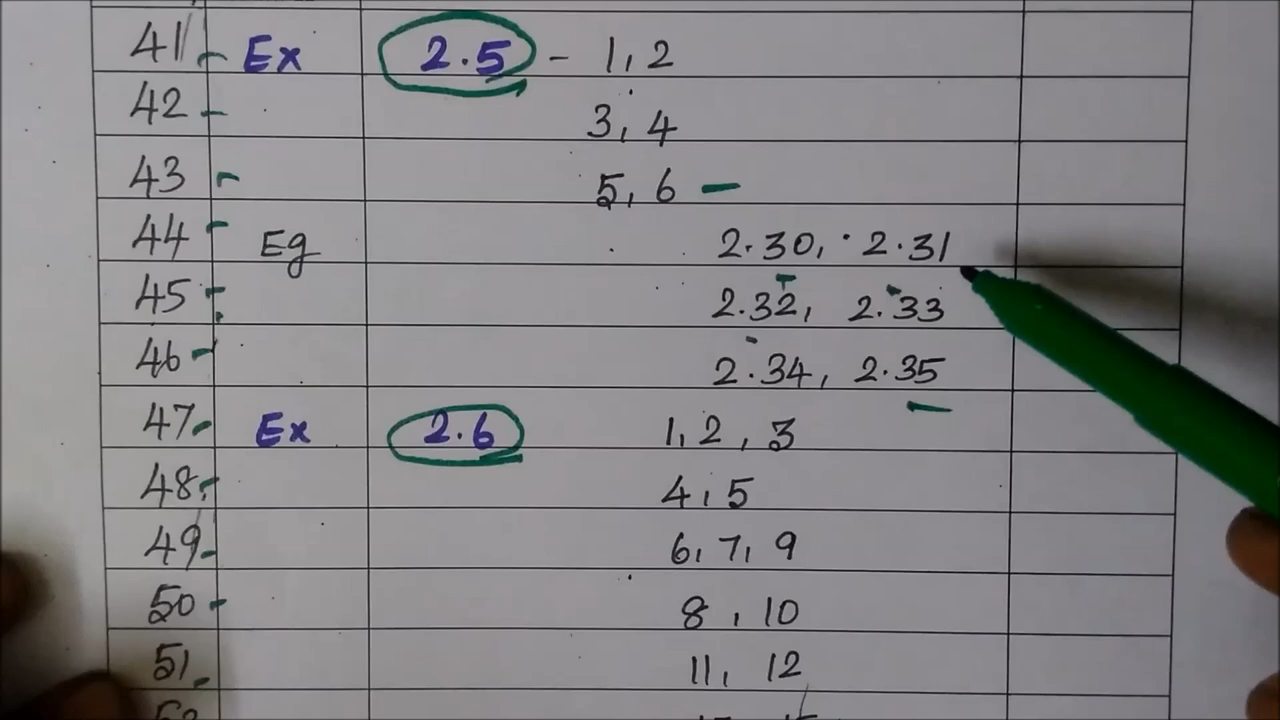 41 Ex 2.5 - 1, 2
42 3, 4
43 5, 6 -
44 Eg 2.30, 2.31
45 2.32, 2.33
46 2.34, 2.35
47 Ex 2.6 1, 2, 3
48 4, 5
49 6, 7, 9
50 8, 10
51 11, 12